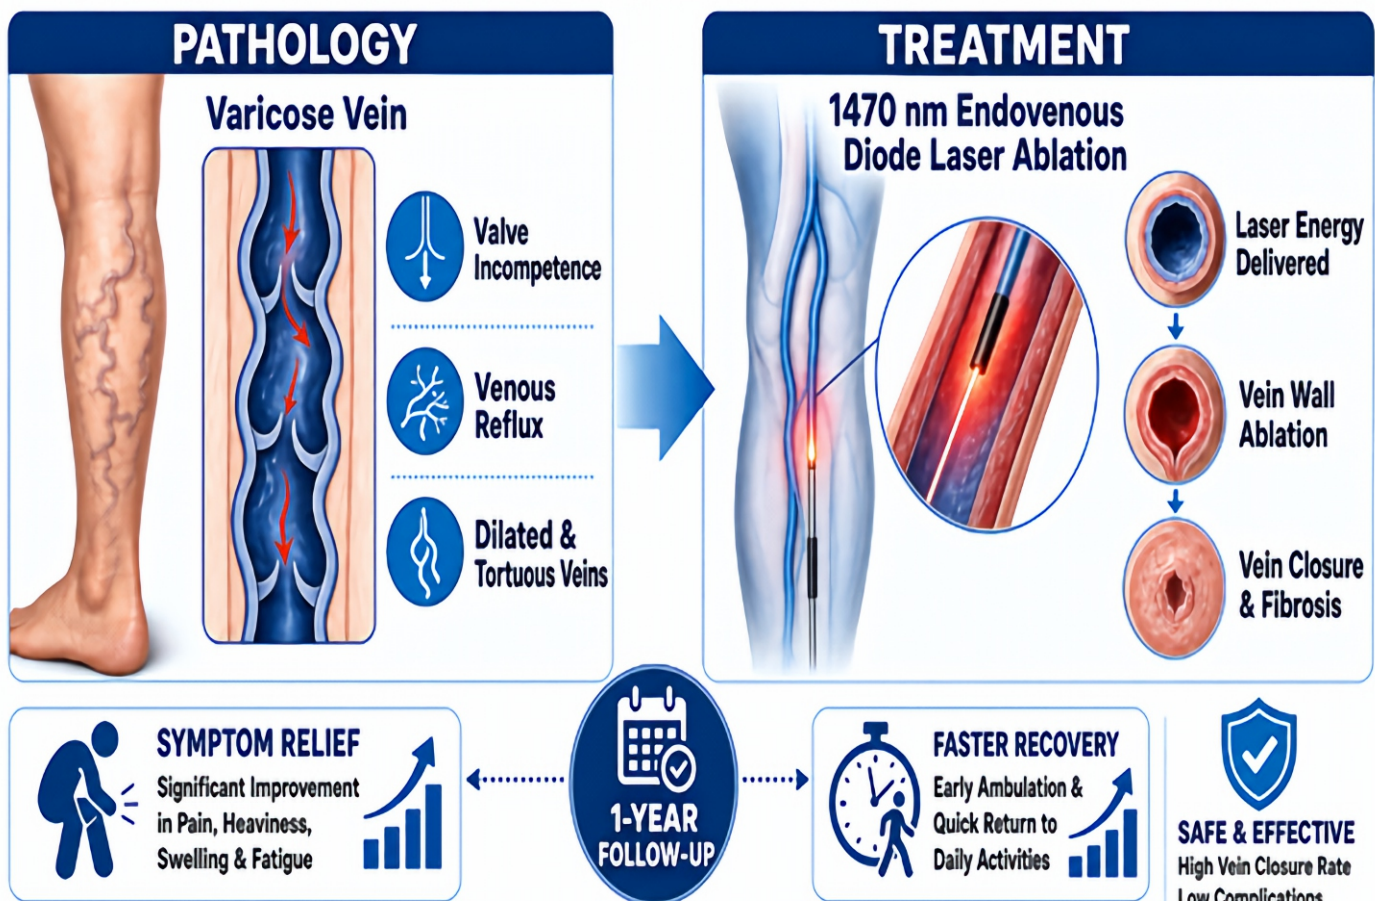 PATHOLOGY
Varicose Vein
Valve
Incompetence
Venous
Reflux
Dilated &
Tortuous Veins
TREATMENT
1470 nm Endovenous
Diode Laser Ablation
Laser Energy
Delivered
Vein Wall
Ablation
Vein Closure
& Fibrosis
SYMPTOM RELIEF
Significant Improvement
in Pain, Heaviness,
Swelling & Fatigue
1-YEAR
FOLLOW-UP
FASTER RECOVERY
Early Ambulation &
Quick Return to
Daily Activities
SAFE & EFFECTIVE
High Vein Closure Rate
Low Complications